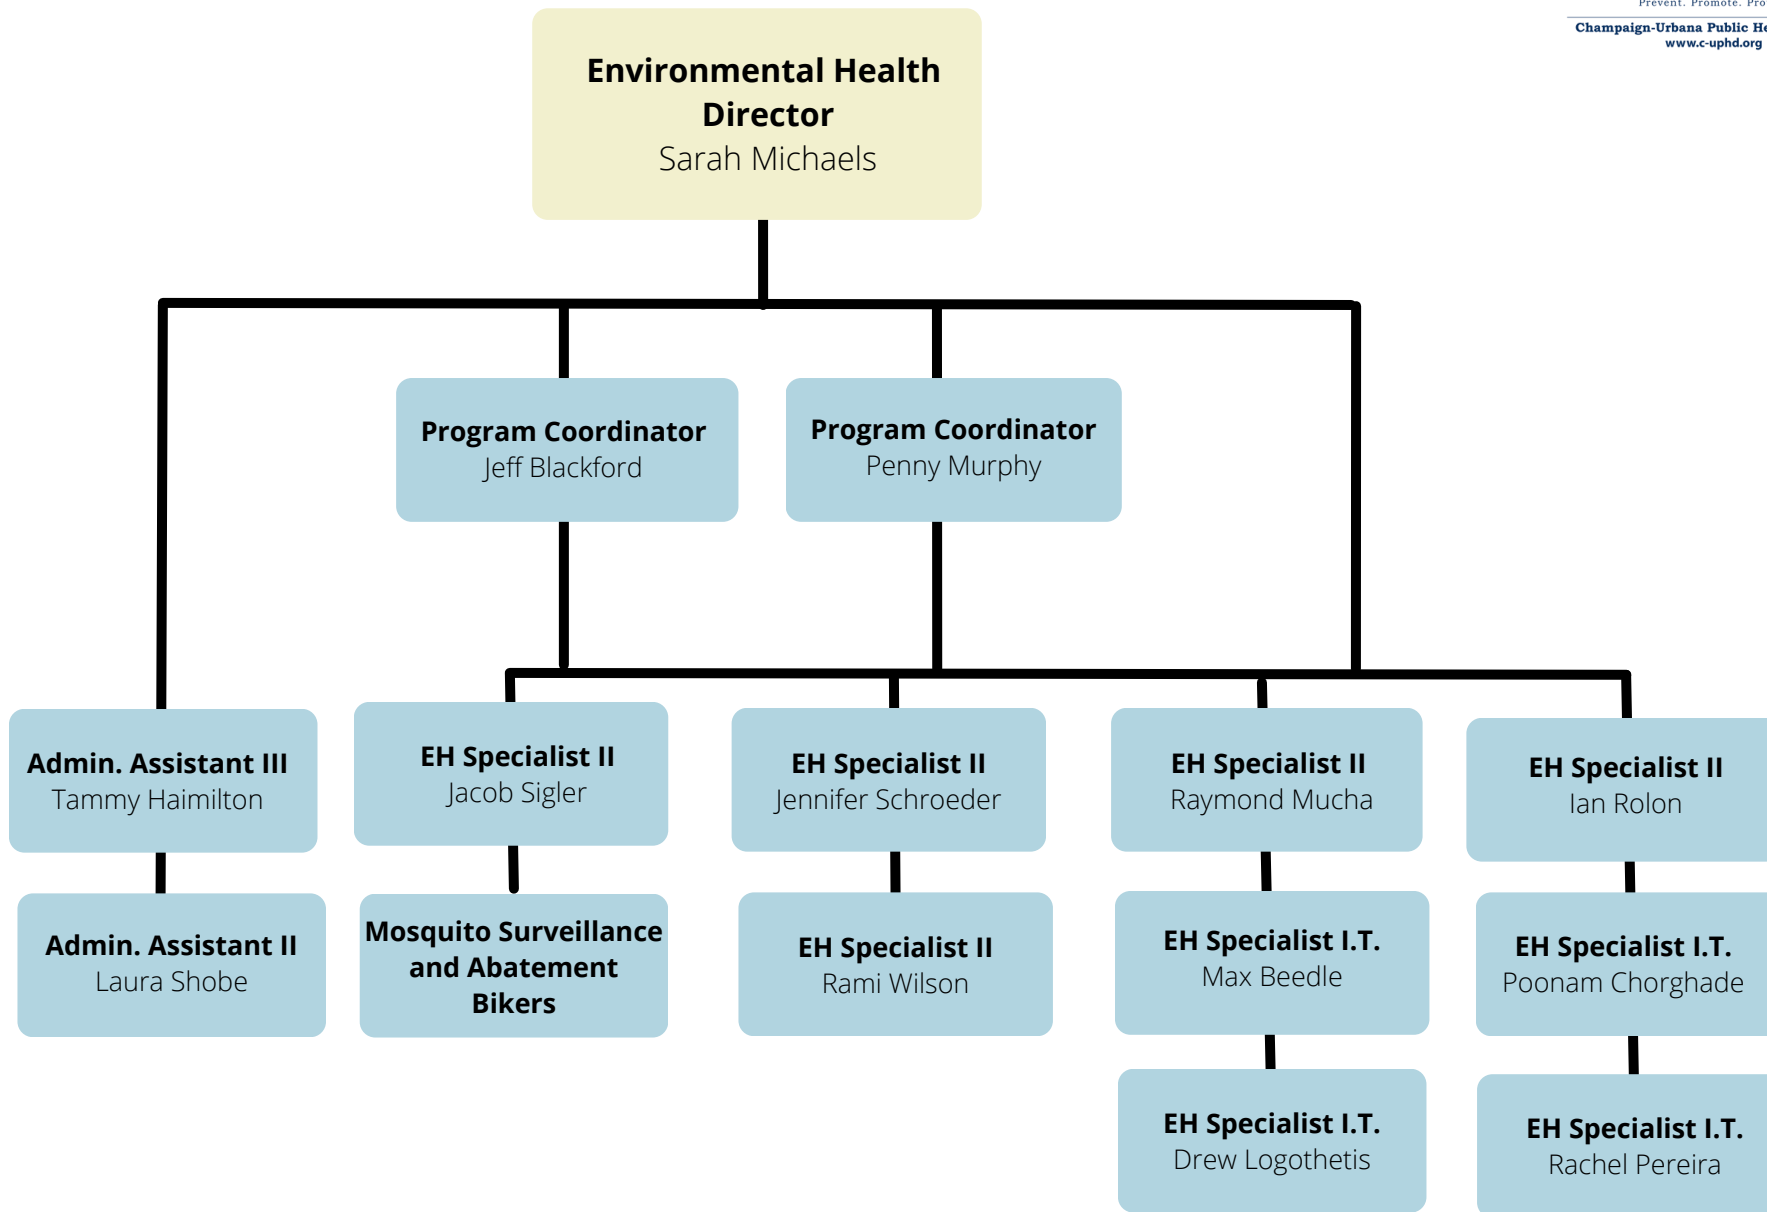 Prevent. Promote.
Champaign-Urbana Public
www.c-uphd.org
Environmental Health
Director
Sarah Michaels
Program Coordinator
Jeff Blackford
Program Coordinator
Penny Murphy
Admin. Assistant III
Tammy Haimilton
EH Specialist II
Jacob Sigler
EH Specialist II
Jennifer Schroeder
EH Specialist II
Raymond Mucha
EH Specialist II
Ian Rolon
Admin. Assistant II
Laura Shobe
Mosquito Surveillance
and Abatement
Bikers
EH Specialist II
Rami Wilson
EH Specialist I.T.
Max Beedle
EH Specialist I.T.
Poonam Chorghade
EH Specialist I.T.
Drew Logothetis
EH Specialist I.T.
Rachel Pereira